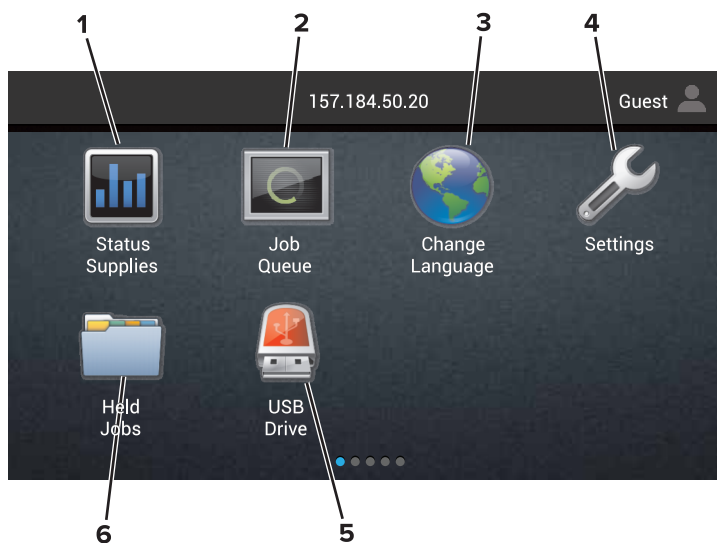 1 2 3 4
157.184.50.20 Guest
Status Job Change Settings
Supplies Queue Language
Held USB
Jobs Drive
6 5